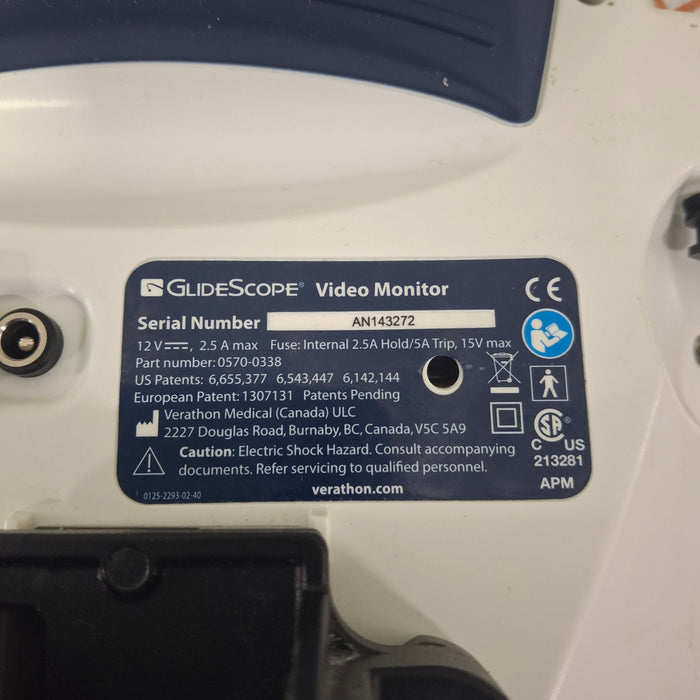 GLIDESCOPE® Video Monitor
Serial Number AN143272
12 V⎓, 2.5 A max Fuse: Internal 2.5A Hold/5A Trip, 15V max
Part number: 0570-0338
US Patents: 6,655,377 6,543,447 6,142,144
European Patent: 1307131 Patents Pending
Verathon Medical (Canada) ULC
2227 Douglas Road, Burnaby, BC, Canada, V5C 5A9
Caution: Electric Shock Hazard. Consult accompanying
documents. Refer servicing to qualified personnel.
verathon.com
0125-2293-02-40
CE
SA®
C US
213281
APM